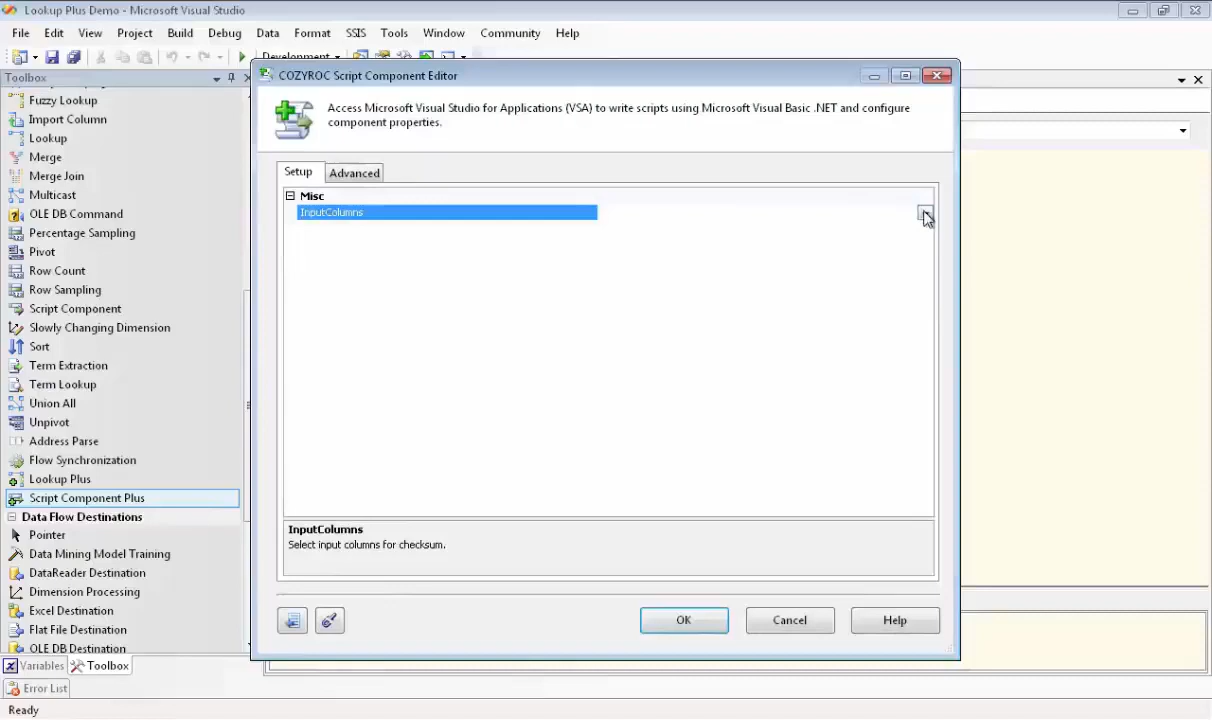 Lookup Plus Demo - Microsoft Visual Studio
File Edit View Project Build Debug Data Format SSIS Tools Window Community Help
Development
Toolbox
Fuzzy Lookup
Import Column
Lookup
Merge
Merge Join
Multicast
OLE DB Command
Percentage Sampling
Pivot
Row Count
Row Sampling
Script Component
Slowly Changing Dimension
Sort
Term Extraction
Term Lookup
Union All
Unpivot
Address Parse
Flow Synchronization
Lookup Plus
Script Component Plus
Data Flow Destinations
Pointer
Data Mining Model Training
DataReader Destination
Dimension Processing
Excel Destination
Flat File Destination
OLE DB Destination
Variables Toolbox
Error List
Ready
COZYROC Script Component Editor
Access Microsoft Visual Studio for Applications (VSA) to write scripts using Microsoft Visual Basic .NET and configure
component properties.
Setup Advanced
Misc
InputColumns
InputColumns
Select input columns for checksum.
OK Cancel Help